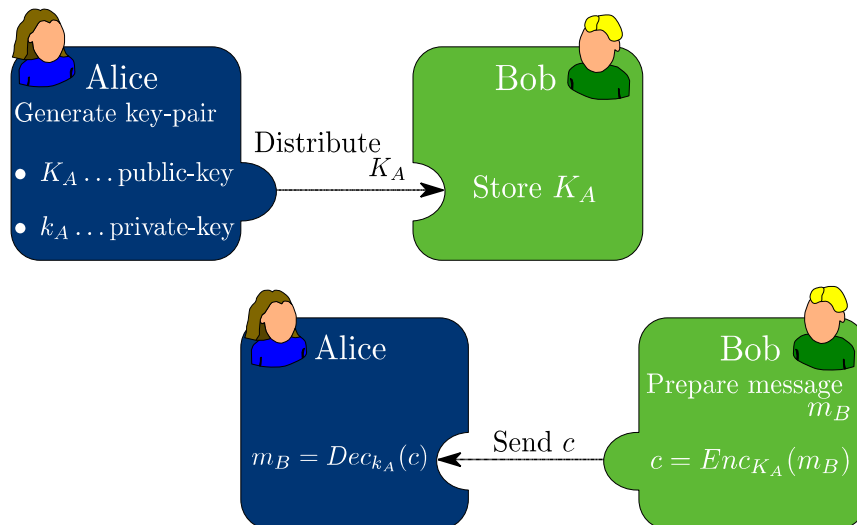 Alice
Generate key-pair
• K_A … public-key
• k_A … private-key
Distribute
K_A
Bob
Store K_A
Alice
m_B = Dec_{k_A}(c)
Send c
Bob
Prepare message
m_B
c = Enc_{K_A}(m_B)